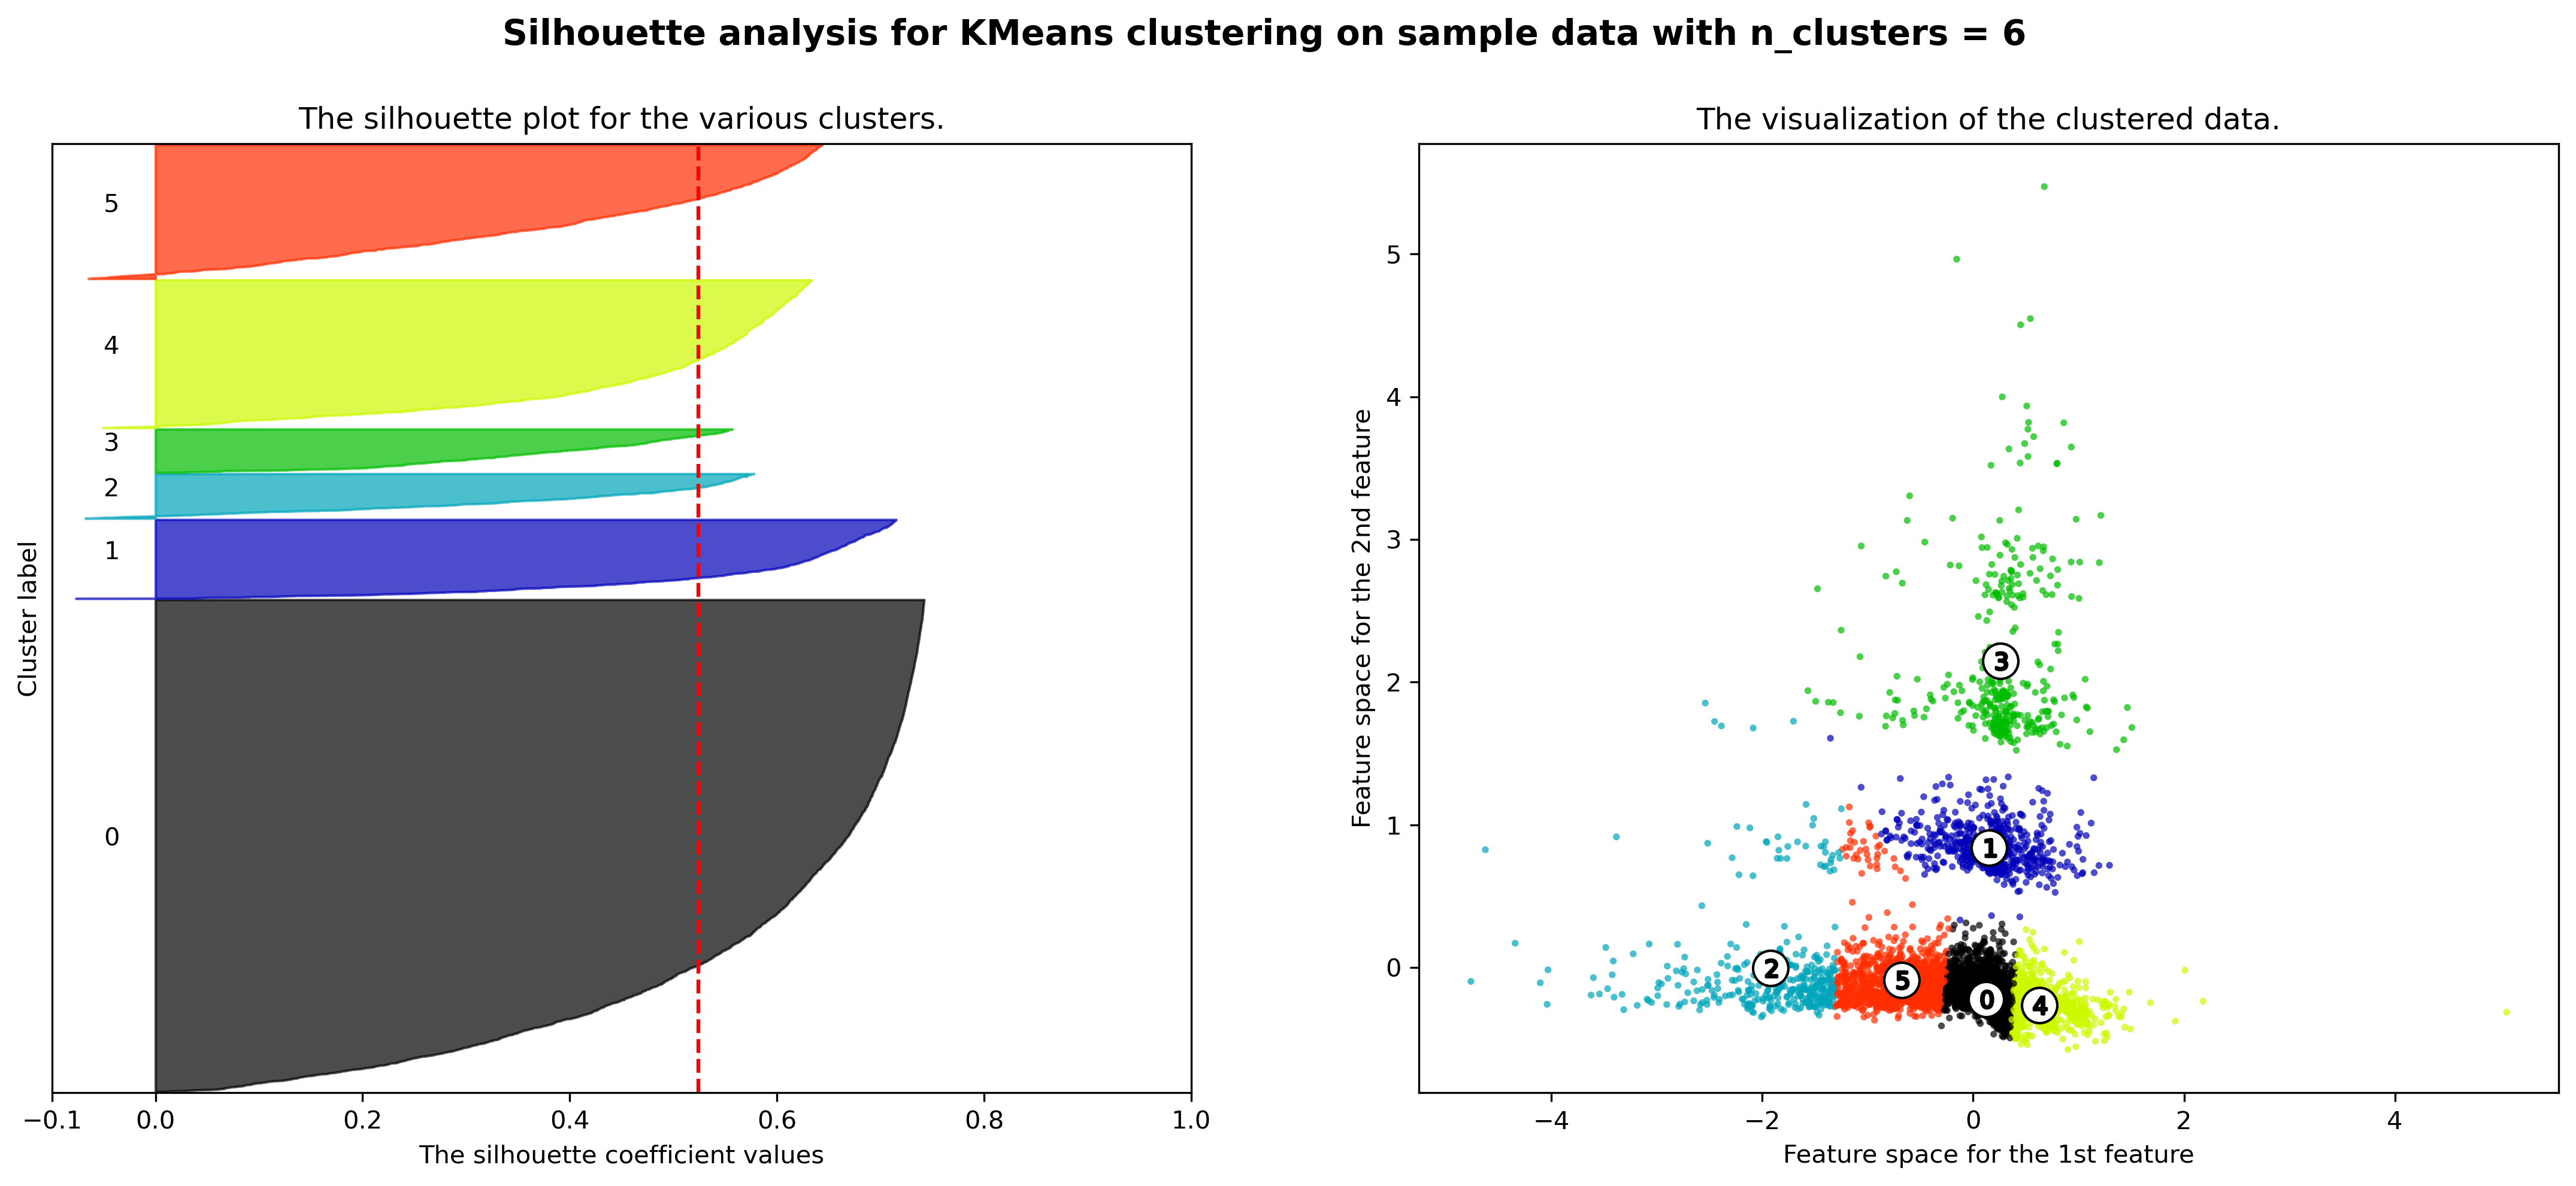 Silhouette analysis for KMeans clustering on sample data with n_clusters = 6
The silhouette plot for the various clusters.
5
4
3
2
1
0
Cluster label
−0.1 0.0 0.2 0.4 0.6 0.8 1.0
The silhouette coefficient values
The visualization of the clustered data.
5
4
3
2
1
0
Feature space for the 2nd feature
3
1
2
5
0
4
−4 −2 0 2 4
Feature space for the 1st feature